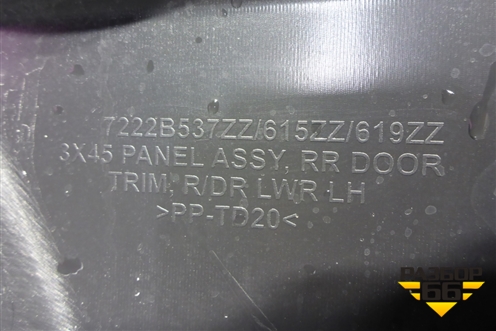 7222B537ZZ/615ZZ/619ZZ
3X45 PANEL ASSY, RR DOOR
TRIM, R/DR LWR LH
>PP-TD20<
РАЗБОР
66